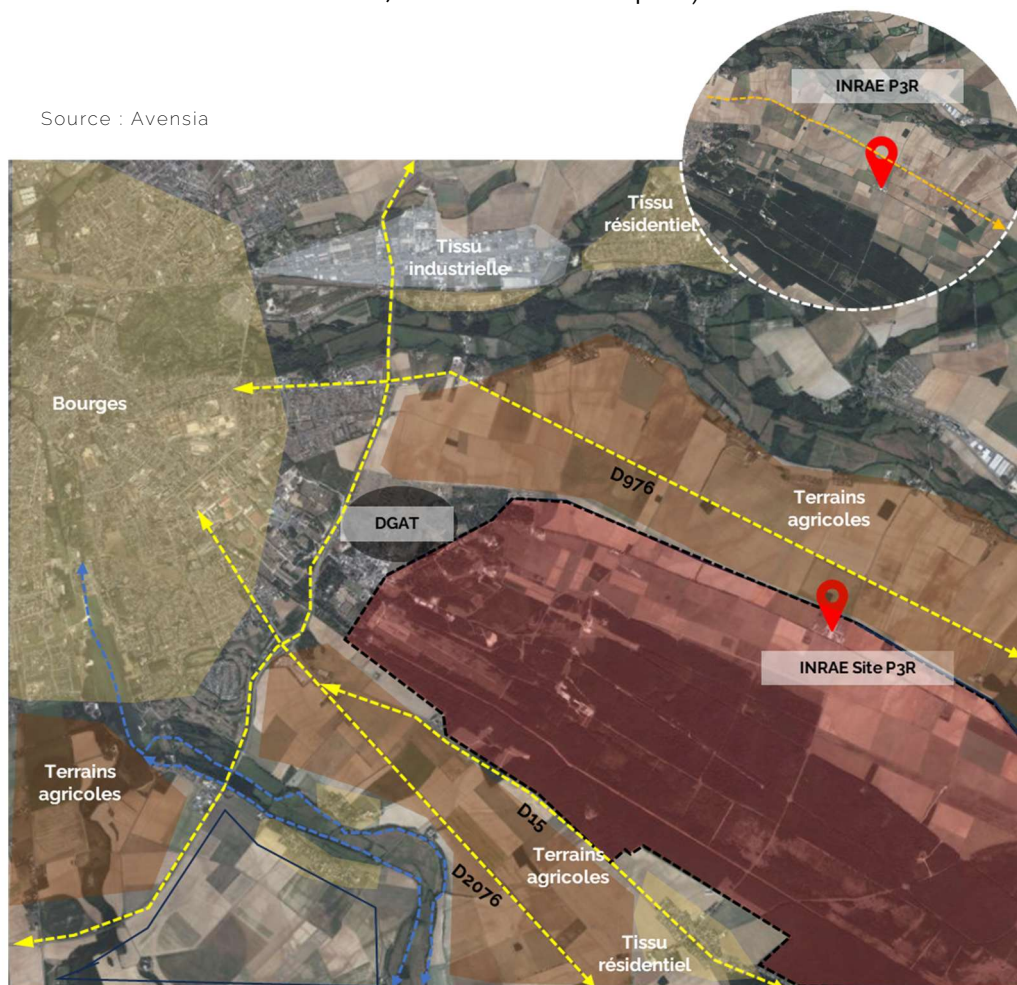 INRAE P3R
Source : Avensia
Tissu
résidentiel
Tissu
industrielle
Bourges
D976
Terrains
agricoles
DGAT
INRAE Site P3R
Terrains
agricoles
D15
Terrains
agricoles
D2076
Tissu
résidentiel